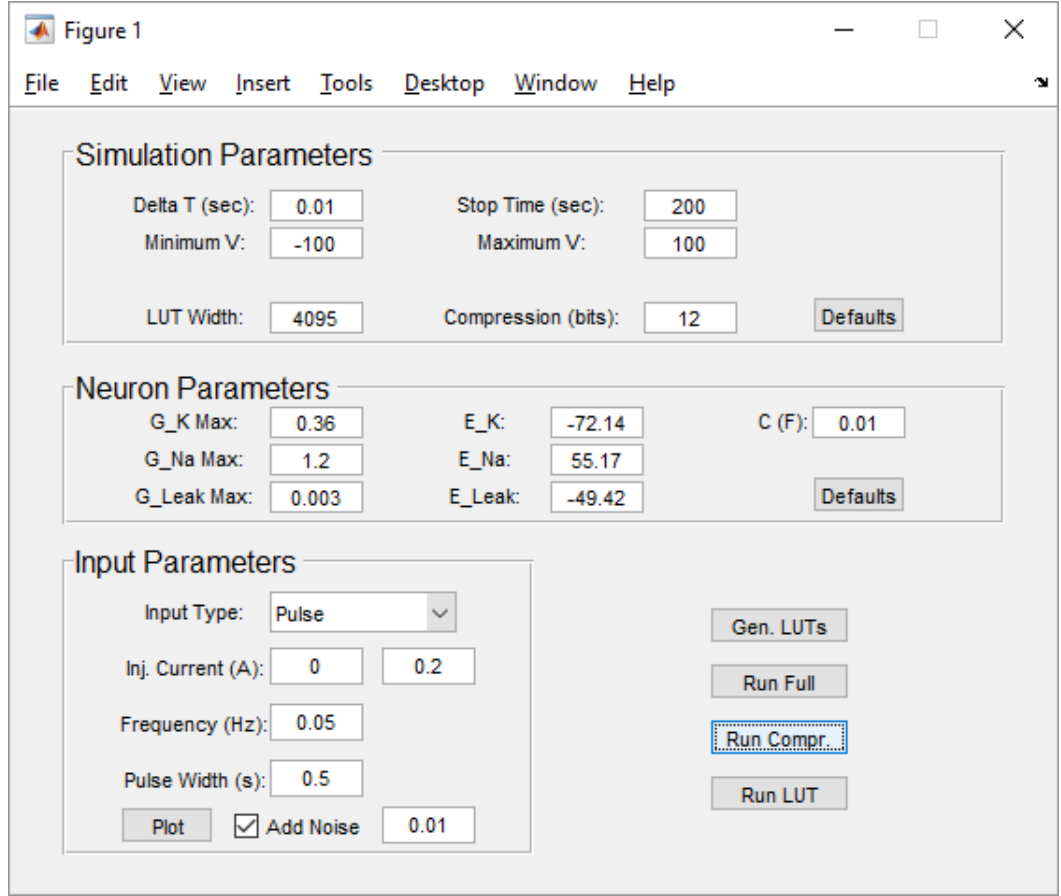 Figure 1
File Edit View Insert Tools Desktop Window Help
Simulation Parameters
Delta T (sec): 0.01 Stop Time (sec): 200
Minimum V: -100 Maximum V: 100
LUT Width: 4095 Compression (bits): 12 Defaults
Neuron Parameters
G_K Max: 0.36 E_K: -72.14 C (F): 0.01
G_Na Max: 1.2 E_Na: 55.17
G_Leak Max: 0.003 E_Leak: -49.42 Defaults
Input Parameters
Input Type: Pulse
Gen. LUTs
Inj. Current (A): 0 0.2
Run Full
Frequency (Hz): 0.05
Run Compr.
Pulse Width (s): 0.5
Run LUT
Plot Add Noise 0.01